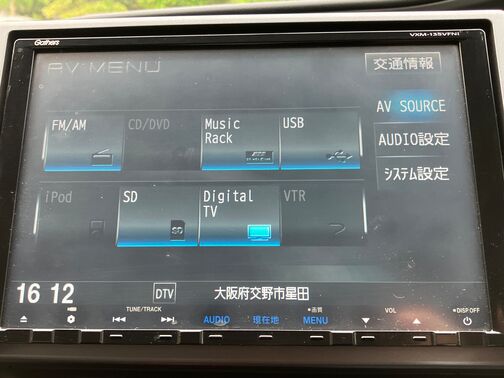 Gathers
VXM-135VFNi
AV MENU
交通情報
AV SOURCE
FM/AM
CD/DVD
Music Rack
USB
AUDIO設定
iPod
SD
Digital TV
VTR
システム設定
16 12
DTV
大阪府交野市星田
TUNE/TRACK
AUDIO
現在地
画質
MENU
VOL
DISP OFF